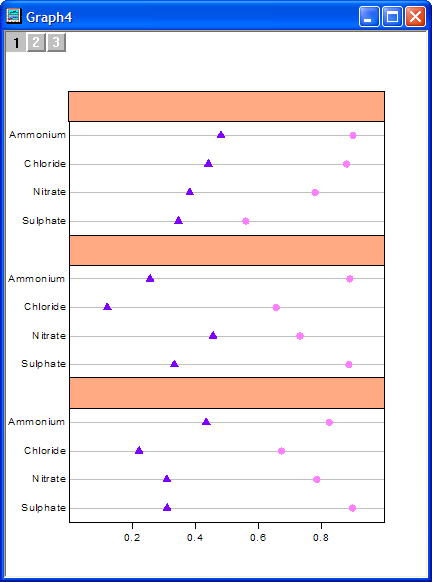 Graph4
1 2 3
Ammonium
Chloride
Nitrate
Sulphate
Ammonium
Chloride
Nitrate
Sulphate
Ammonium
Chloride
Nitrate
Sulphate
0.2 0.4 0.6 0.8